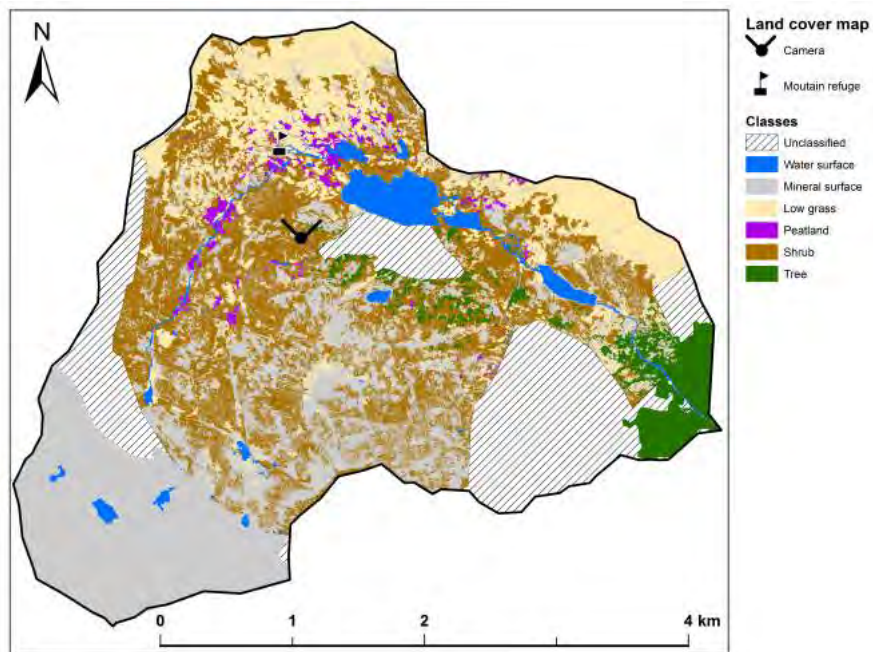 N
Land cover map
Camera
Moutain refuge
Classes
Unclassified
Water surface
Mineral surface
Low grass
Peatland
Shrub
Tree
0 1 2 4 km